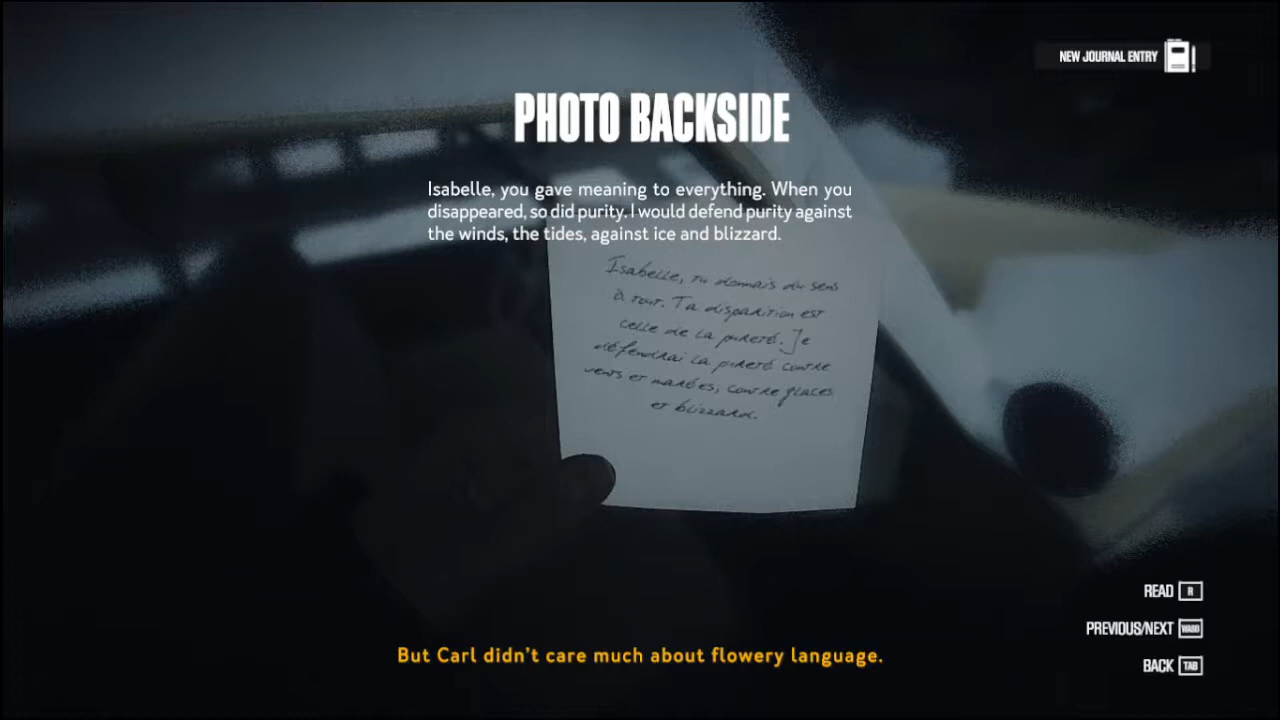 NEW JOURNAL ENTRY
PHOTO BACKSIDE
Isabelle, you gave meaning to everything. When you
disappeared, so did purity. I would defend purity against
the winds, the tides, against ice and blizzard.
Isabelle, tu donnais du sens
à tout. Ta disparition est
celle de la pureté. Je
défendrai la pureté contre
vents et marées, contre glaces
et blizzard.
READ R
PREVIOUS/NEXT WASD
BACK TAB
But Carl didn't care much about flowery language.